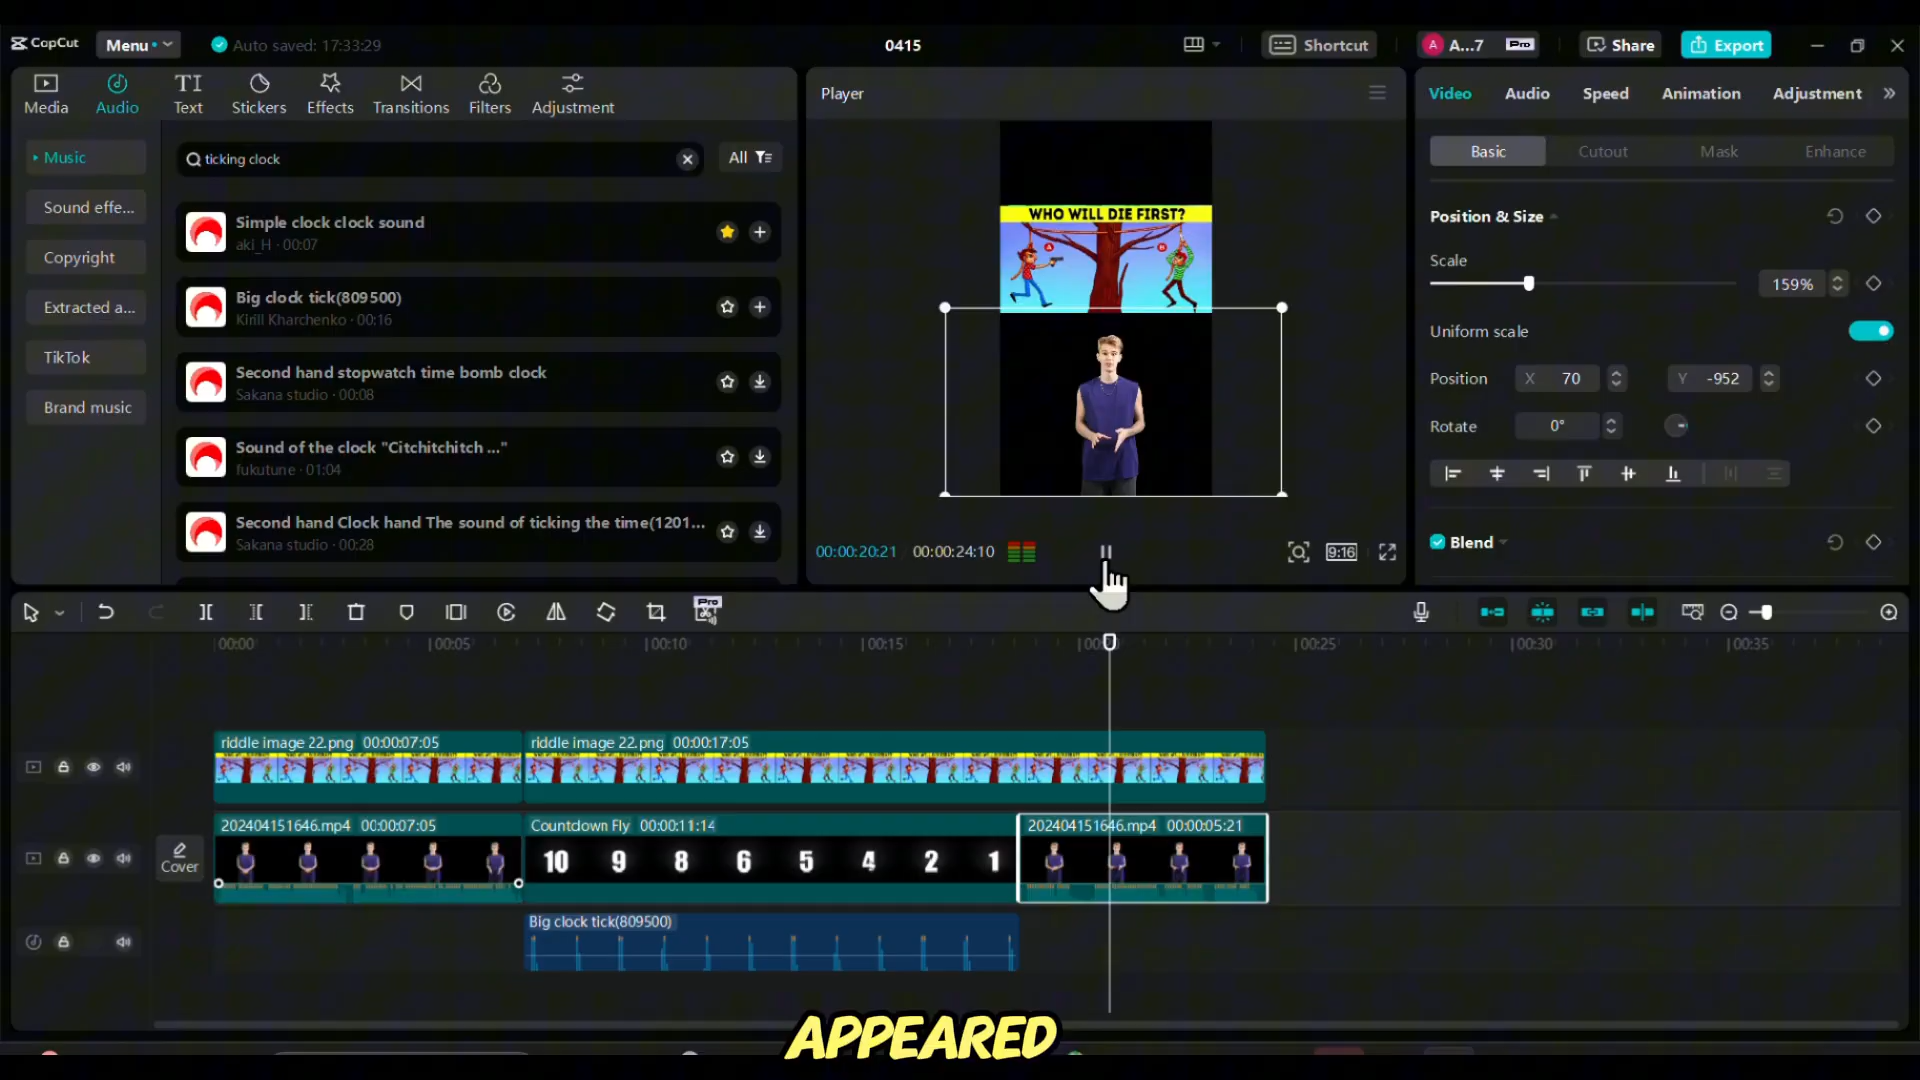 CapCut
Menu
Auto saved: 17:33:29
0415
Shortcut
A
A...7
Pro
Share
Export
Media
Audio
TI
Text
Stickers
Effects
Transitions
Filters
Adjustment
Music
Sound effe...
Copyright
Extracted a...
TikTok
Brand music
ticking clock
All
Simple clock clock sound
aki_H · 00:07
Big clock tick(809500)
Kirill Kharchenko · 00:16
Second hand stopwatch time bomb clock
Sakana studio · 00:08
Sound of the clock "Citchitchitch ..."
fukutune · 01:04
Second hand Clock hand The sound of ticking the time(1201...
Sakana studio · 00:28
Player
WHO WILL DIE FIRST?
A
B
00:00:20:21
00:00:24:10
9:16
Video
Audio
Speed
Animation
Adjustment
Basic
Cutout
Mask
Enhance
Position & Size
Scale
159%
Uniform scale
Position
X 70
Y -952
Rotate
0°
Blend
Pro
00:00
00:05
00:10
00:15
00:25
00:30
00:35
riddle image 22.png 00:00:07:05
riddle image 22.png 00:00:17:05
Cover
202404151646.mp4 00:00:07:05
Countdown Fly 00:00:11:14
10 9 8 6 5 4 2 1
202404151646.mp4 00:00:05:21
Big clock tick(809500)
APPEARED